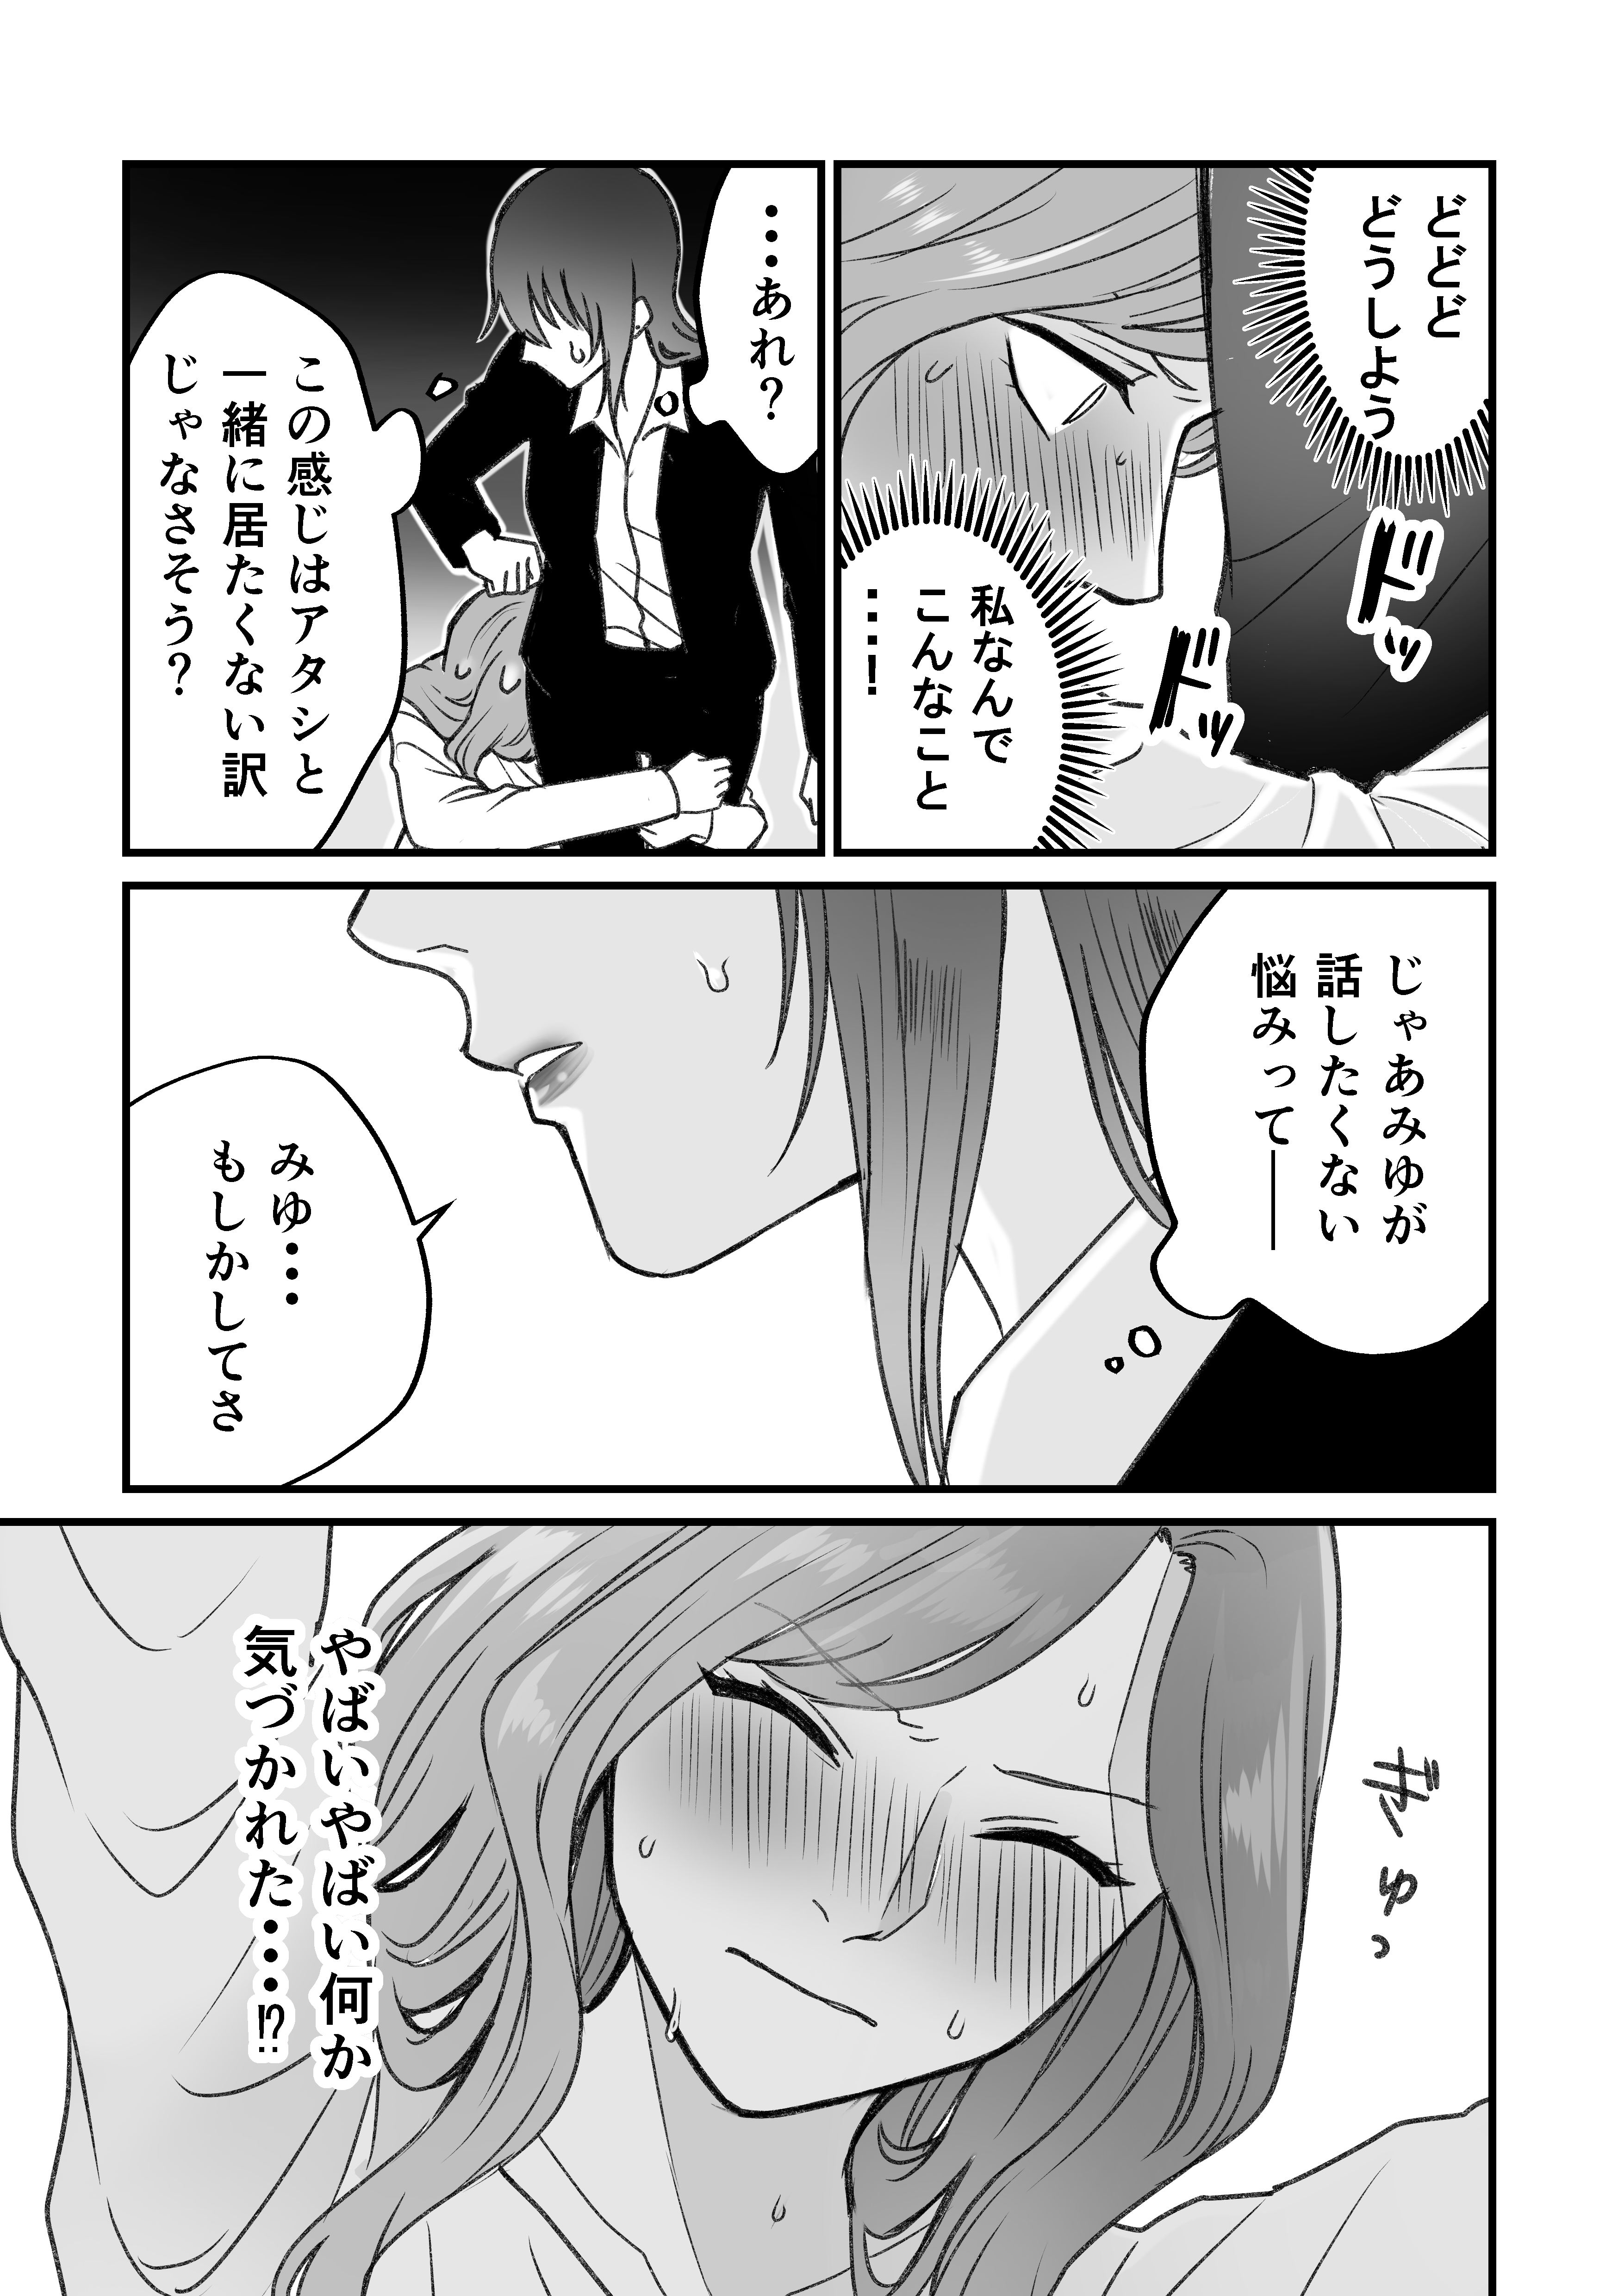 どどど
どうしよう
ドッ
ドッ
私なんで
こんなこと
・・・・!
・・・あれ?
この感じはアタシと
一緒に居たくない訳
じゃなさそう?
じゃあみゆが
話したくない
悩みって――
みゆ・・・
もしかしてさ
ぎゅっ
やばいやばい何か
気づかれた・・・!?